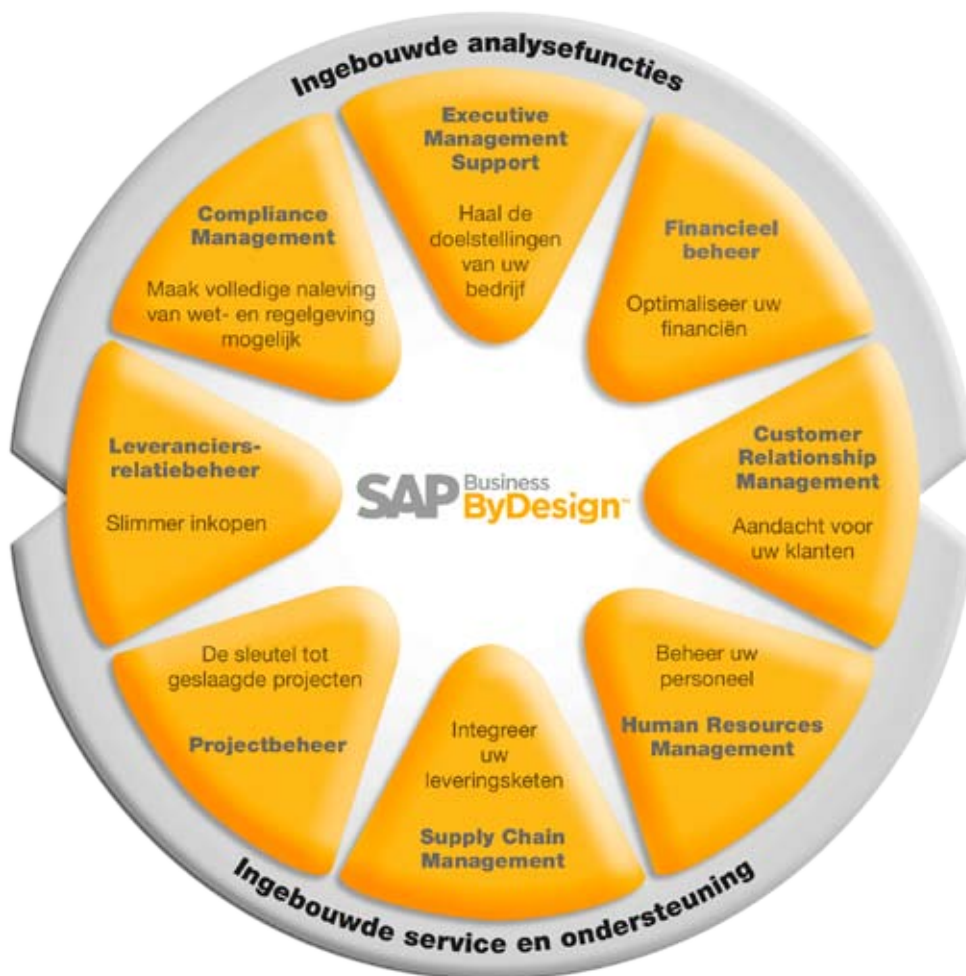 Ingebouwde analysefuncties
Executive
Management
Support
Haal de
doelstellingen
van uw
bedrijf
Financieel
beheer
Optimaliseer uw
financiën
Customer
Relationship
Management
Aandacht voor
uw klanten
Beheer uw
personeel
Human Resources
Management
Integreer
uw
leveringsketen
Supply Chain
Management
De sleutel tot
geslaagde projecten
Projectbeheer
Leveranciers-
relatiebeheer
Slimmer inkopen
Compliance
Management
Maak volledige naleving
van wet- en regelgeving
mogelijk
SAP Business
ByDesign™
Ingebouwde service en ondersteuning